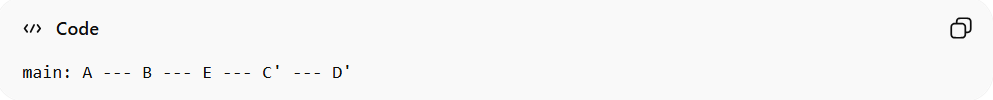 Code
main: A --- B --- E --- C' --- D'